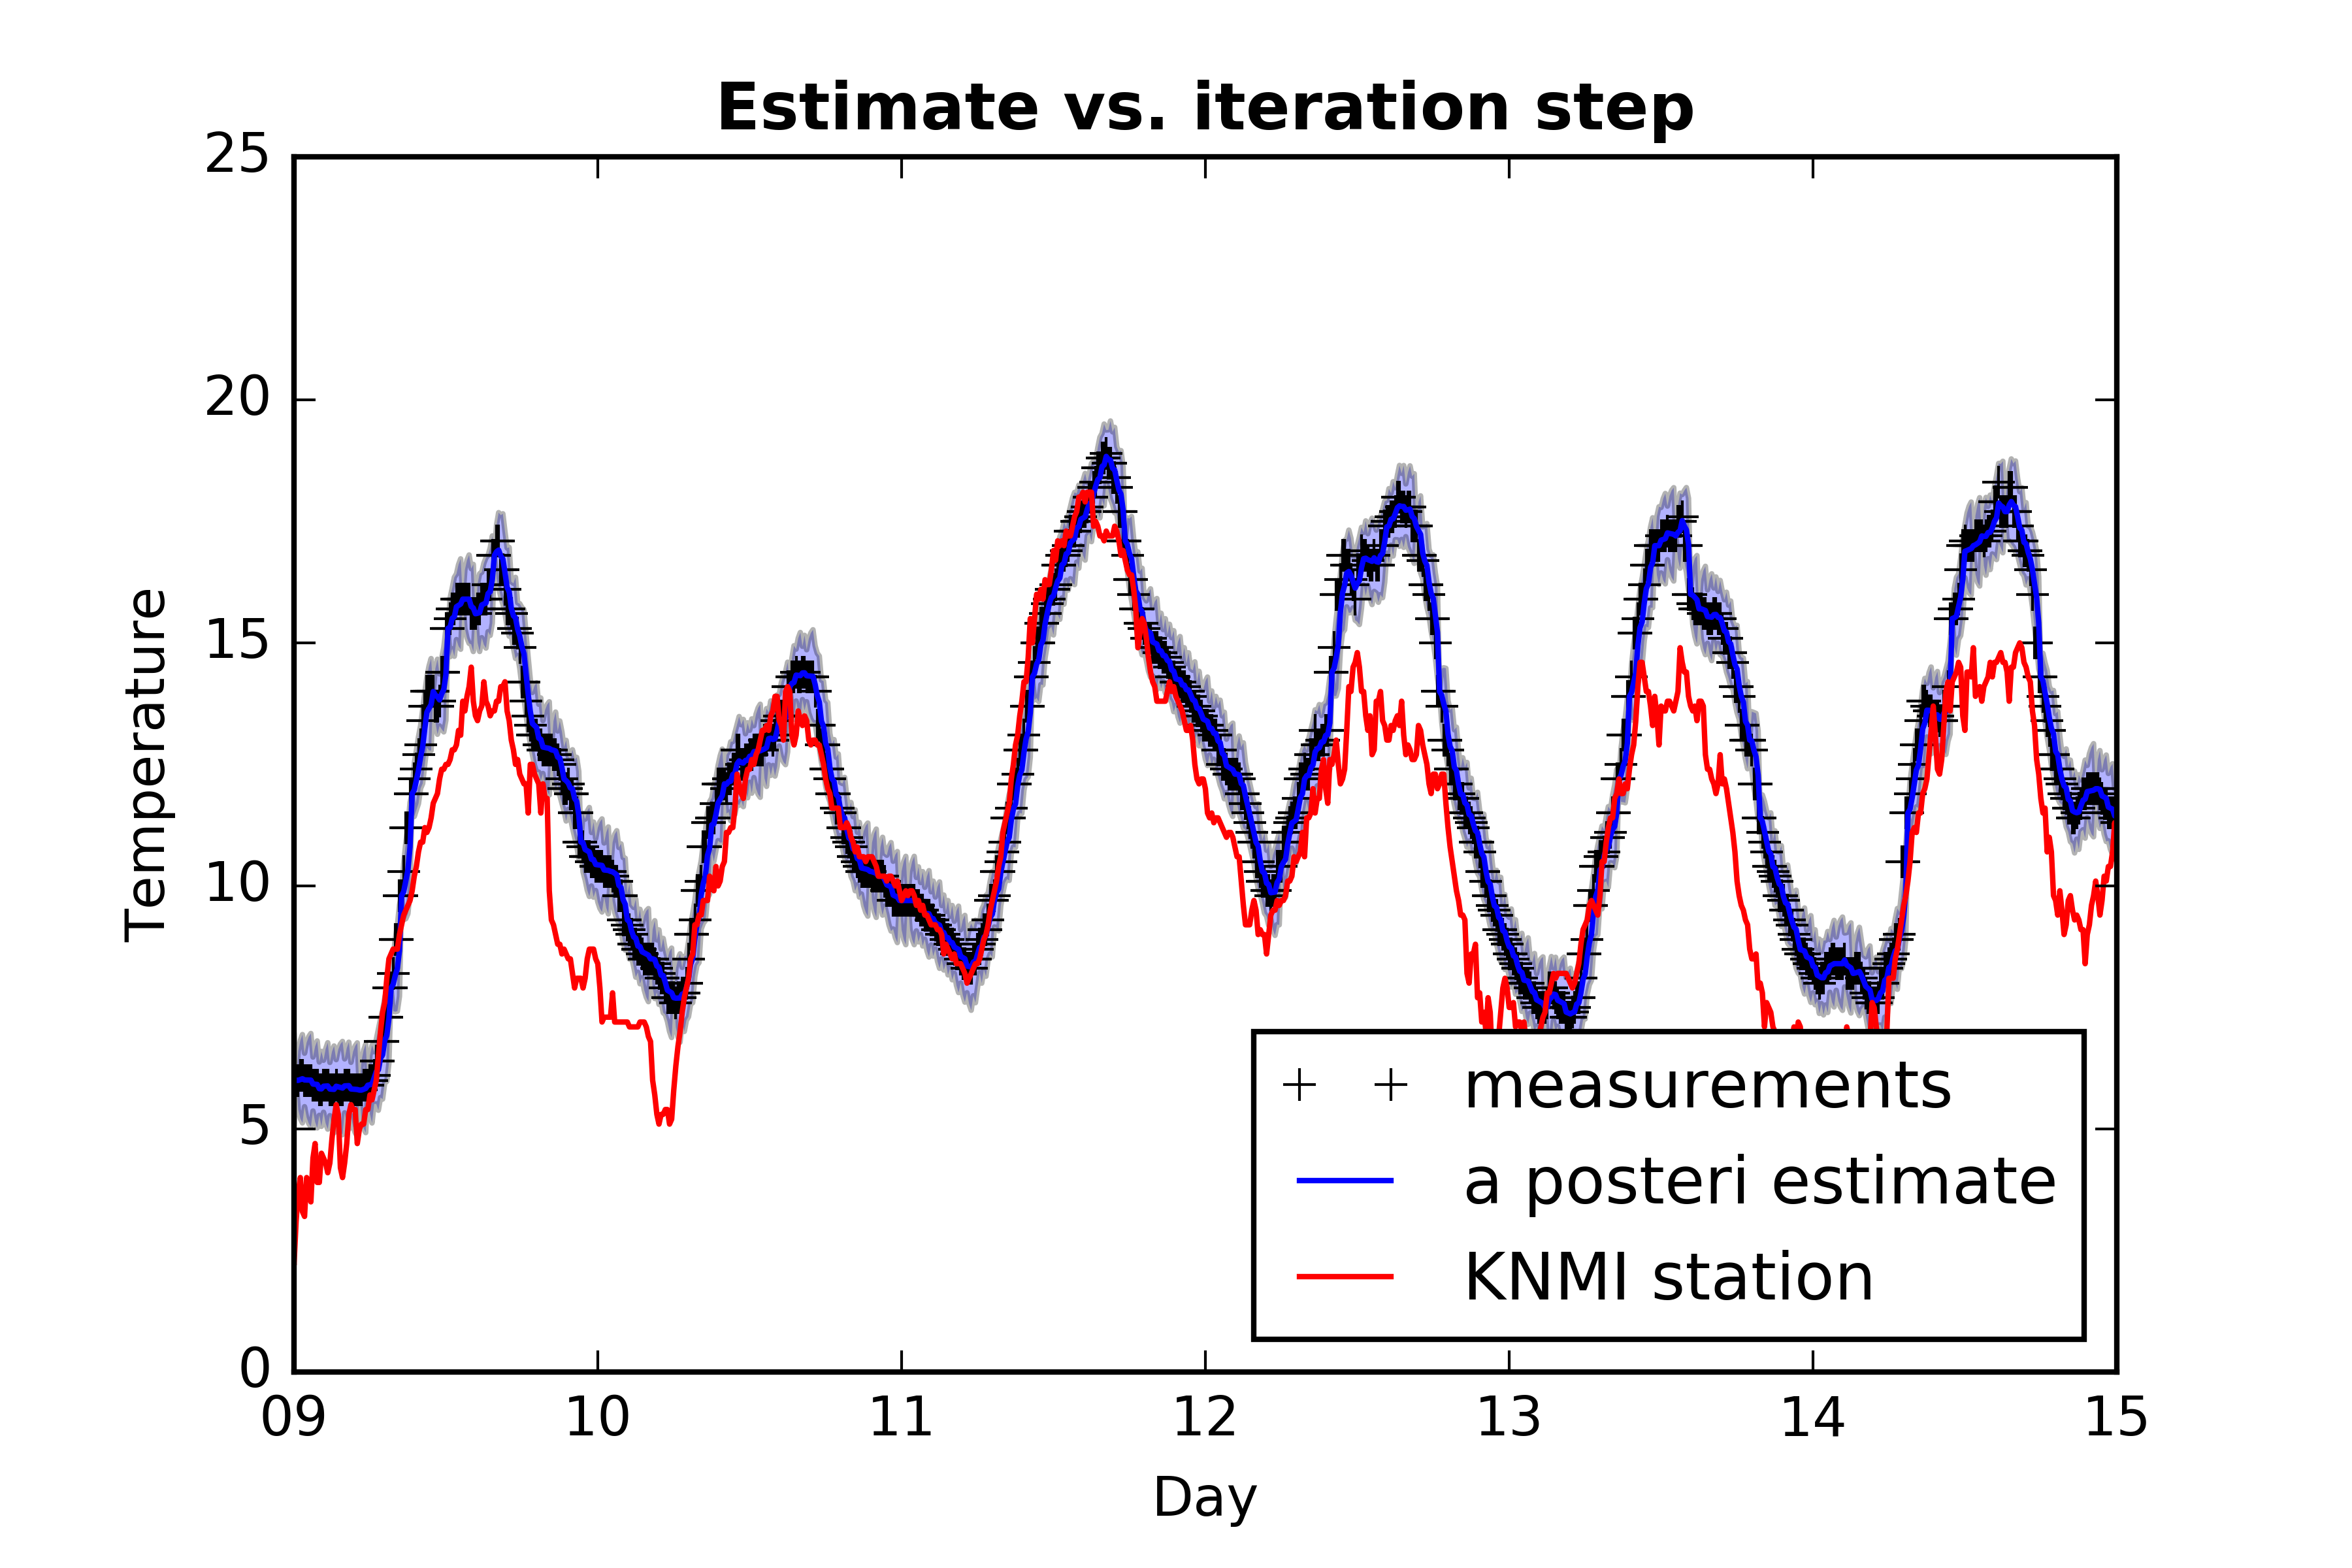 Estimate vs. iteration step
25
20
15
10
5
0
Temperature
measurements
a posteri estimate
KNMI station
09 10 11 12 13 14 15
Day